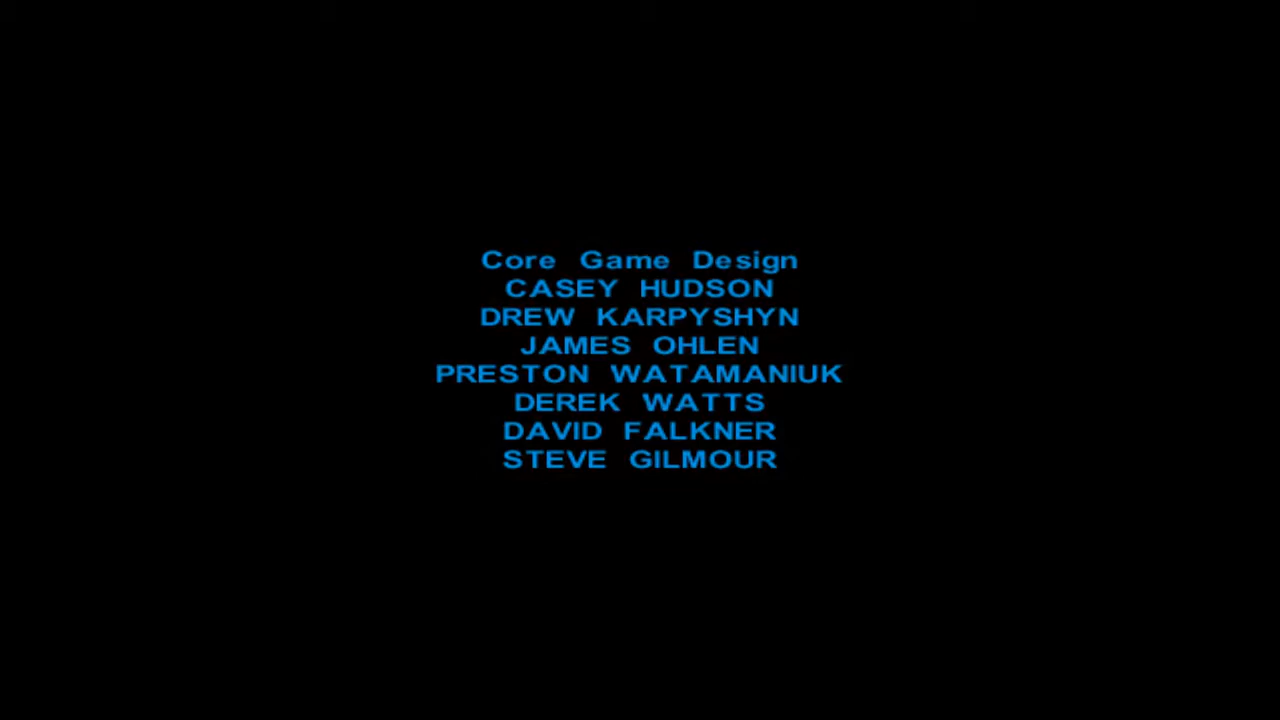 Core Game Design
CASEY HUDSON
DREW KARPYSHYN
JAMES OHLEN
PRESTON WATAMANIUK
DEREK WATTS
DAVID FALKNER
STEVE GILMOUR